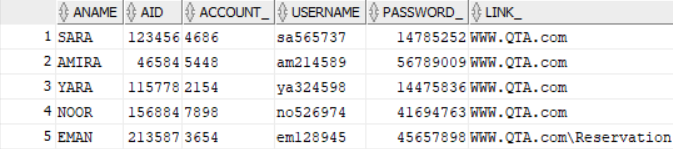 ANAME AID ACCOUNT_ USERNAME PASSWORD_ LINK_
1 SARA 123456 4686 sa565737 14785252 WWW.QTA.com
2 AMIRA 46584 5448 am214589 56789009 WWW.QTA.com
3 YARA 115778 2154 ya324598 14475836 WWW.QTA.com
4 NOOR 156884 7898 no526974 41694763 WWW.QTA.com
5 EMAN 213587 3654 em128945 45657898 WWW.QTA.com\Reservation